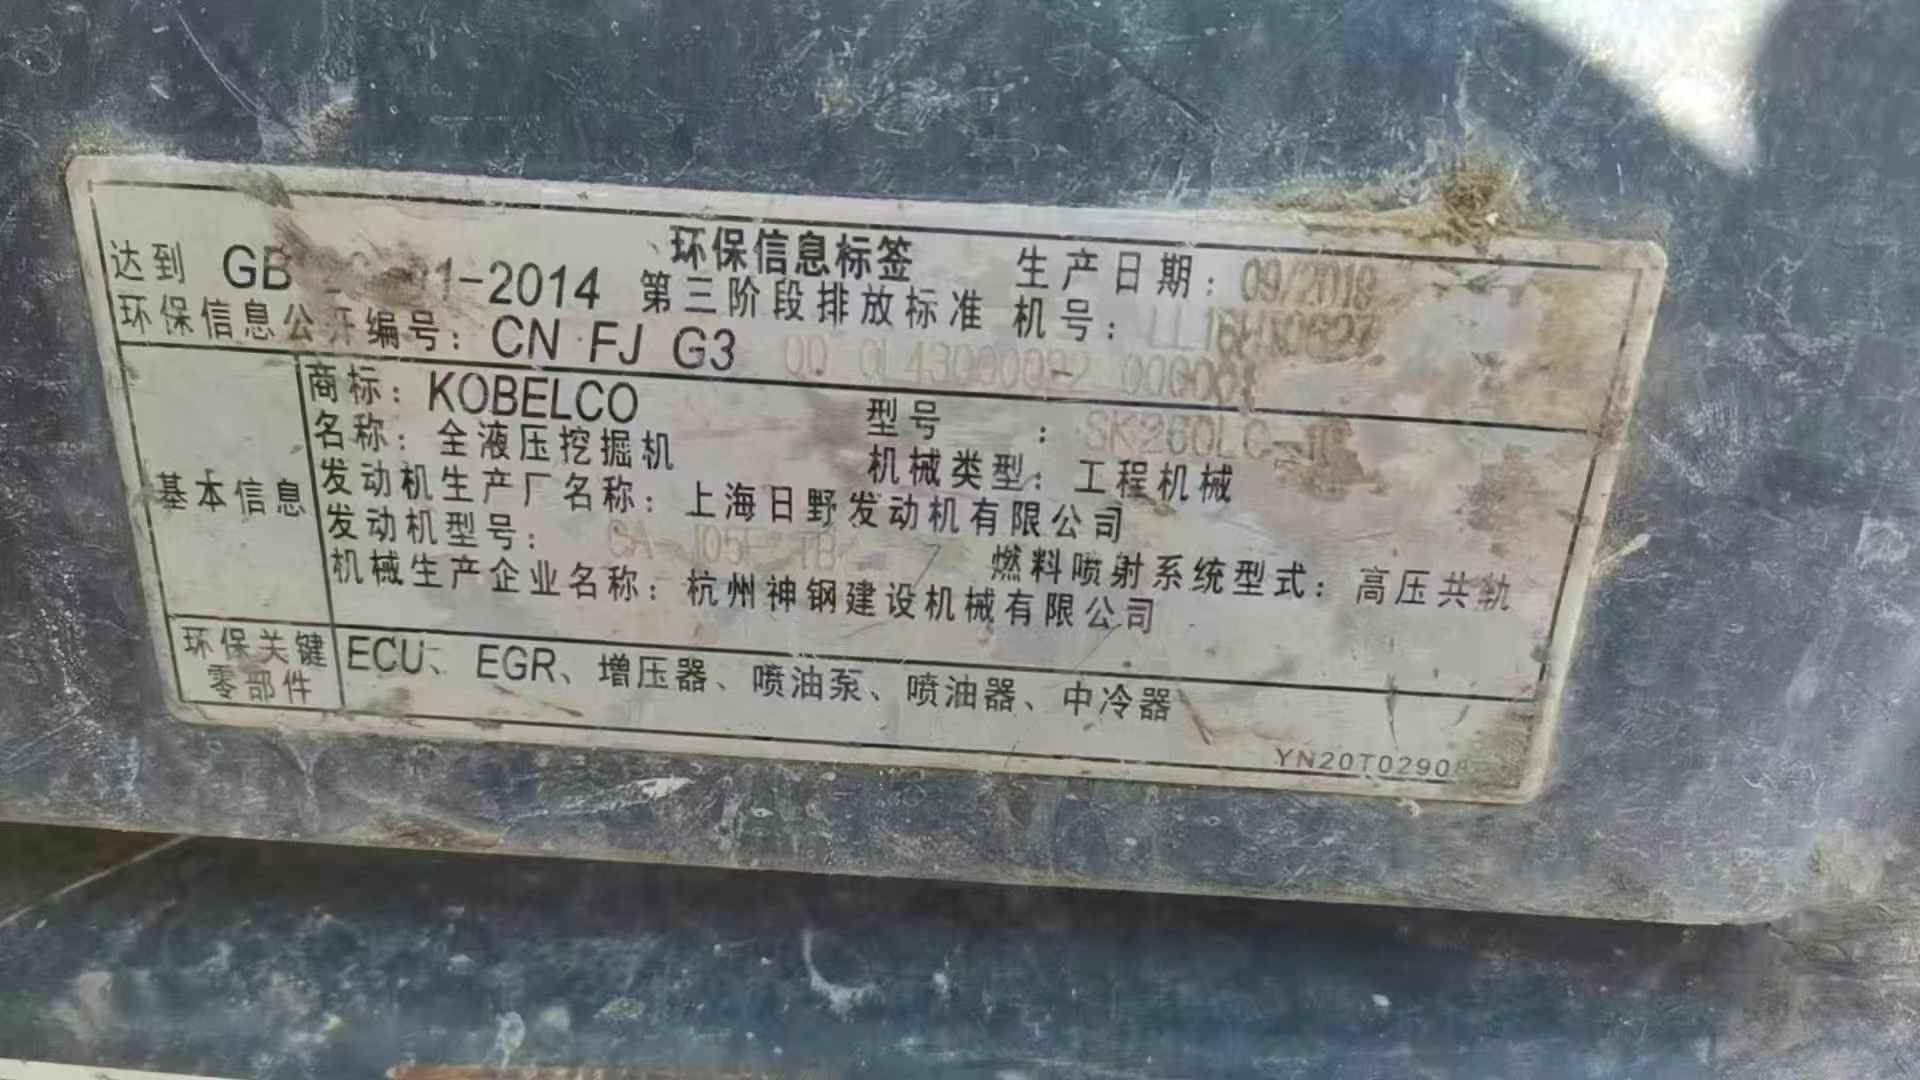 环保信息标签
达到 GB 1-2014 第三阶段排放标准
生产日期: 09/2019
环保信息公开编号: CN FJ G3
机号:
基本信息
商标: KOBELCO
型号 : SK260LC-
名称: 全液压挖掘机
机械类型: 工程机械
发动机生产厂名称: 上海日野发动机有限公司
发动机型号:
燃料喷射系统型式: 高压共轨
机械生产企业名称: 杭州神钢建设机械有限公司
环保关键零部件
ECU、EGR、增压器、喷油泵、喷油器、中冷器
YN20T0290